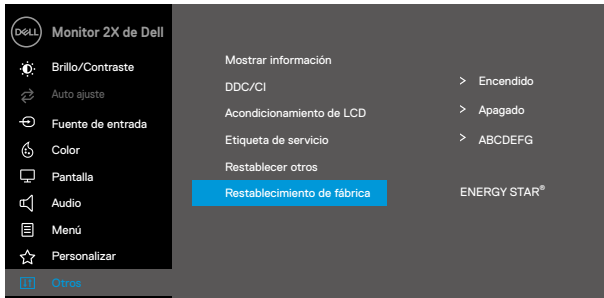 DELL Monitor 2X de Dell
Brillo/Contraste
Auto ajuste
Fuente de entrada
Color
Pantalla
Audio
Menú
Personalizar
Otros
Mostrar información
DDC/CI > Encendido
Acondicionamiento de LCD > Apagado
Etiqueta de servicio > ABCDEFG
Restablecer otros
Restablecimiento de fábrica ENERGY STAR®